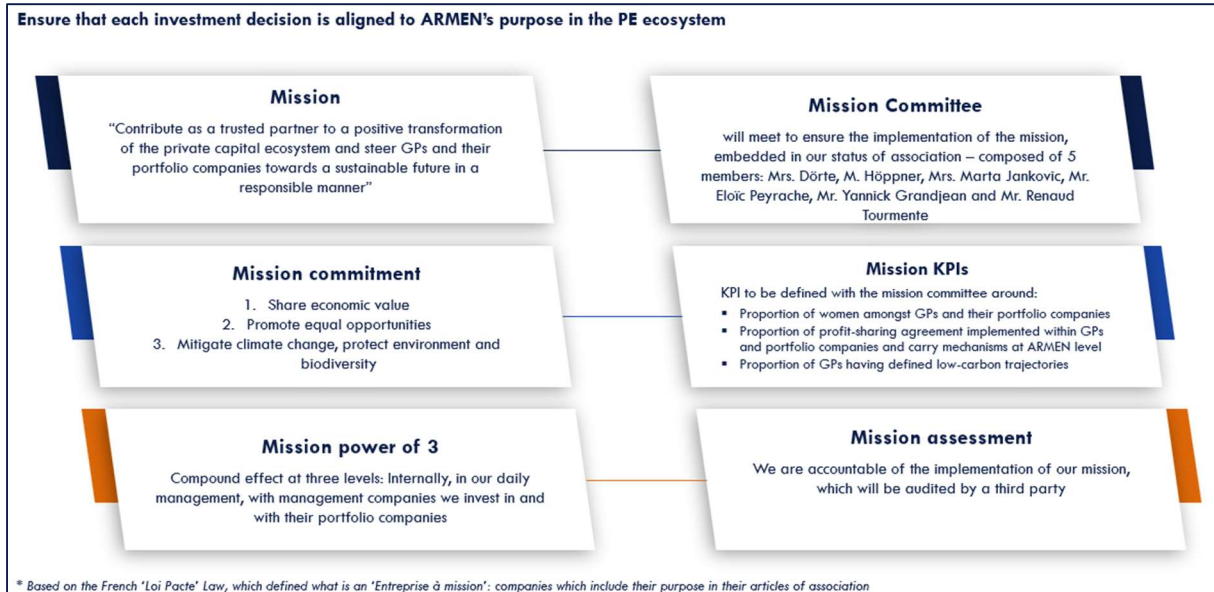 Ensure that each investment decision is aligned to ARMEN's purpose in the PE ecosystem
Mission
“Contribute as a trusted partner to a positive transformation
of the private capital ecosystem and steer GPs and their
portfolio companies towards a sustainable future in a
responsible manner”
Mission Committee
will meet to ensure the implementation of the mission,
embedded in our status of association – composed of 5
members: Mrs. Dörte, M. Höppner, Mrs. Marta Jankovic, Mr.
Eloïc Peyrache, Mr. Yannick Grandjean and Mr. Renaud
Tourmente
Mission commitment
1. Share economic value
2. Promote equal opportunities
3. Mitigate climate change, protect environment and
biodiversity
Mission KPIs
KPI to be defined with the mission committee around:
▪ Proportion of women amongst GPs and their portfolio companies
▪ Proportion of profit-sharing agreement implemented within GPs
and portfolio companies and carry mechanisms at ARMEN level
▪ Proportion of GPs having defined low-carbon trajectories
Mission power of 3
Compound effect at three levels: Internally, in our daily
management, with management companies we invest in and
with their portfolio companies
Mission assessment
We are accountable of the implementation of our mission,
which will be audited by a third party
* Based on the French 'Loi Pacte' Law, which defined what is an 'Entreprise à mission': companies which include their purpose in their articles of association